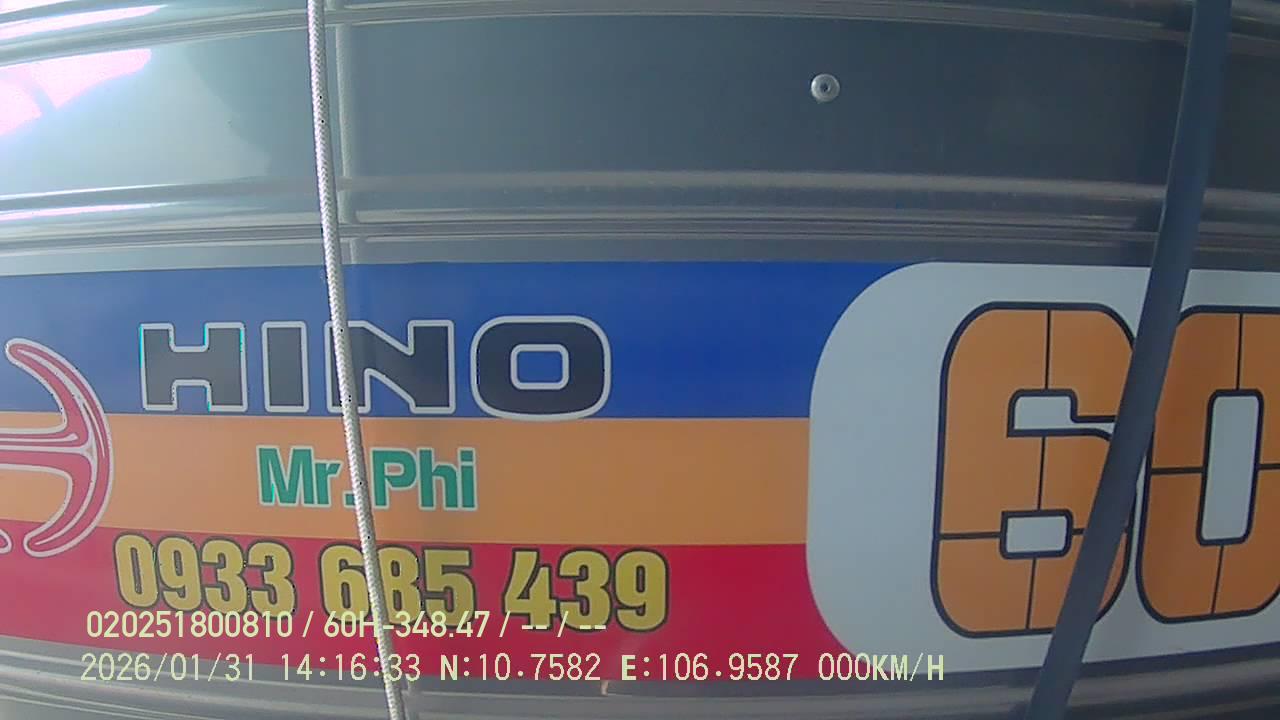 HINO
Mr.Phi
0933 685 439
60
020251800810 / 60H-348.47 / -- / --
2026/01/31 14:16:33 N:10.7582 E:106.9587 000KM/H